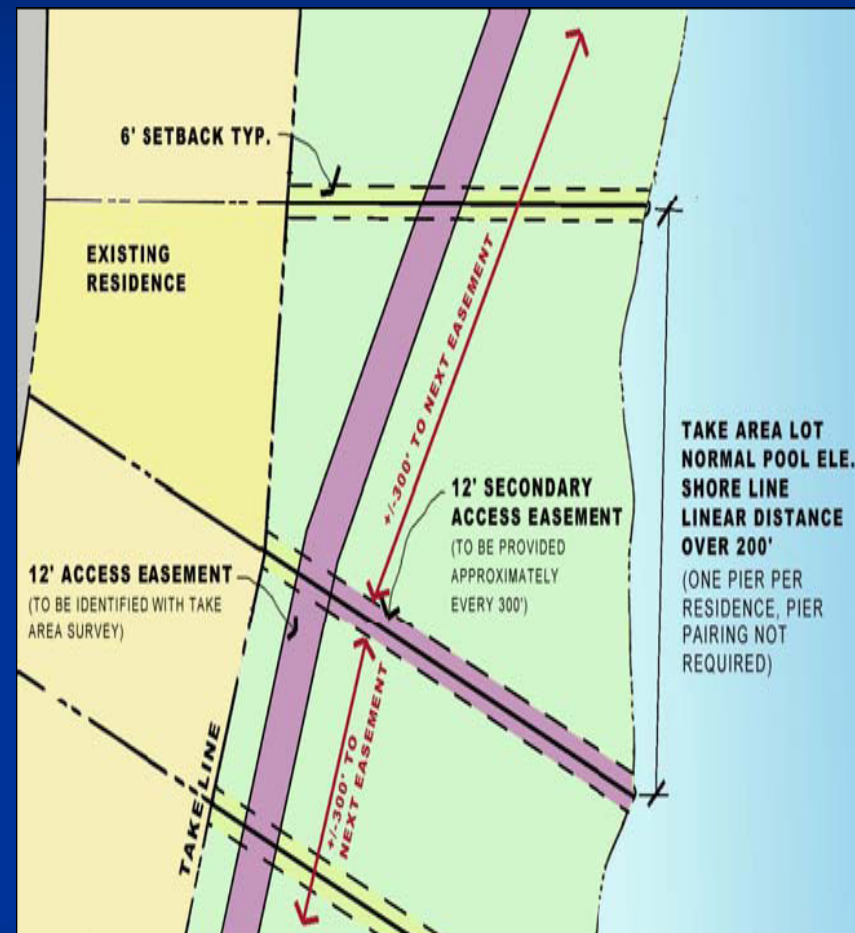 6' SETBACK TYP.
EXISTING
RESIDENCE
+/-300' TO NEXT EASEMENT
12' SECONDARY
ACCESS EASEMENT
(TO BE PROVIDED
APPROXIMATELY
EVERY 300')
TAKE AREA LOT
NORMAL POOL ELE.
SHORE LINE
LINEAR DISTANCE
OVER 200'
(ONE PIER PER
RESIDENCE, PIER
PAIRING NOT
REQUIRED)
12' ACCESS EASEMENT
(TO BE IDENTIFIED WITH TAKE
AREA SURVEY)
TAKE LINE
+/-300' TO
NEXT EASEMENT